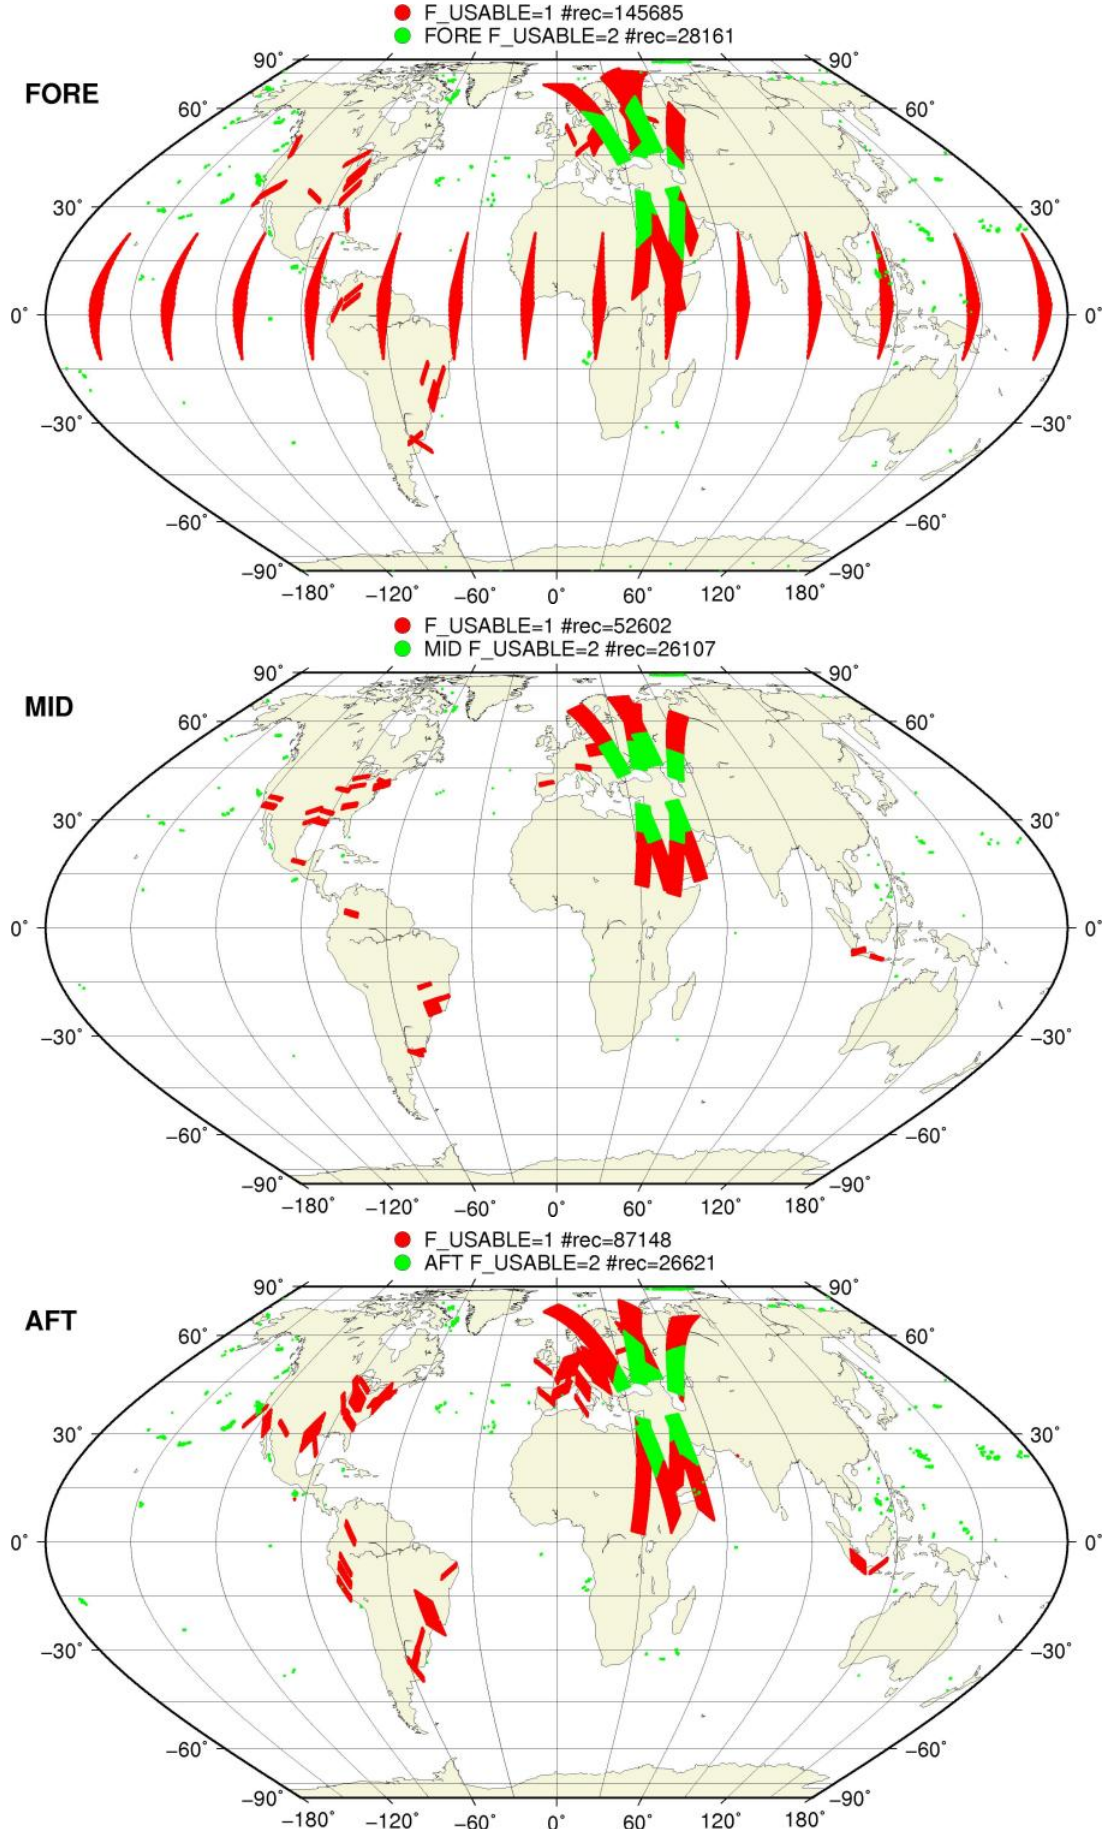 F_USABLE=1 #rec=145685
FORE F_USABLE=2 #rec=28161
FORE
90° 90°
60° 60°
30° 30°
0° 0°
−30° −30°
−60° −60°
−90° −90°
−180° −120° −60° 0° 60° 120° 180°
F_USABLE=1 #rec=52602
MID F_USABLE=2 #rec=26107
MID
90° 90°
60° 60°
30° 30°
0° 0°
−30° −30°
−60° −60°
−90° −90°
−180° −120° −60° 0° 60° 120° 180°
F_USABLE=1 #rec=87148
AFT F_USABLE=2 #rec=26621
AFT
90° 90°
60° 60°
30° 30°
0° 0°
−30° −30°
−60° −60°
−90° −90°
−180° −120° −60° 0° 60° 120° 180°